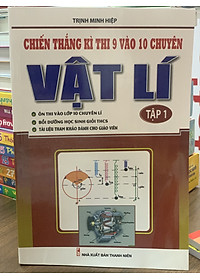 TRỊNH MINH HIỆP
CHIẾN THẮNG KÌ THI 9 VÀO 10 CHUYÊN
VẬT LÍ
TẬP 1
ÔN THI VÀO LỚP 10 CHUYÊN LÍ
BỒI DƯỠNG HỌC SINH GIỎI THCS
TÀI LIỆU THAM KHẢO DÀNH CHO GIÁO VIÊN
NHÀ XUẤT BẢN THANH NIÊN